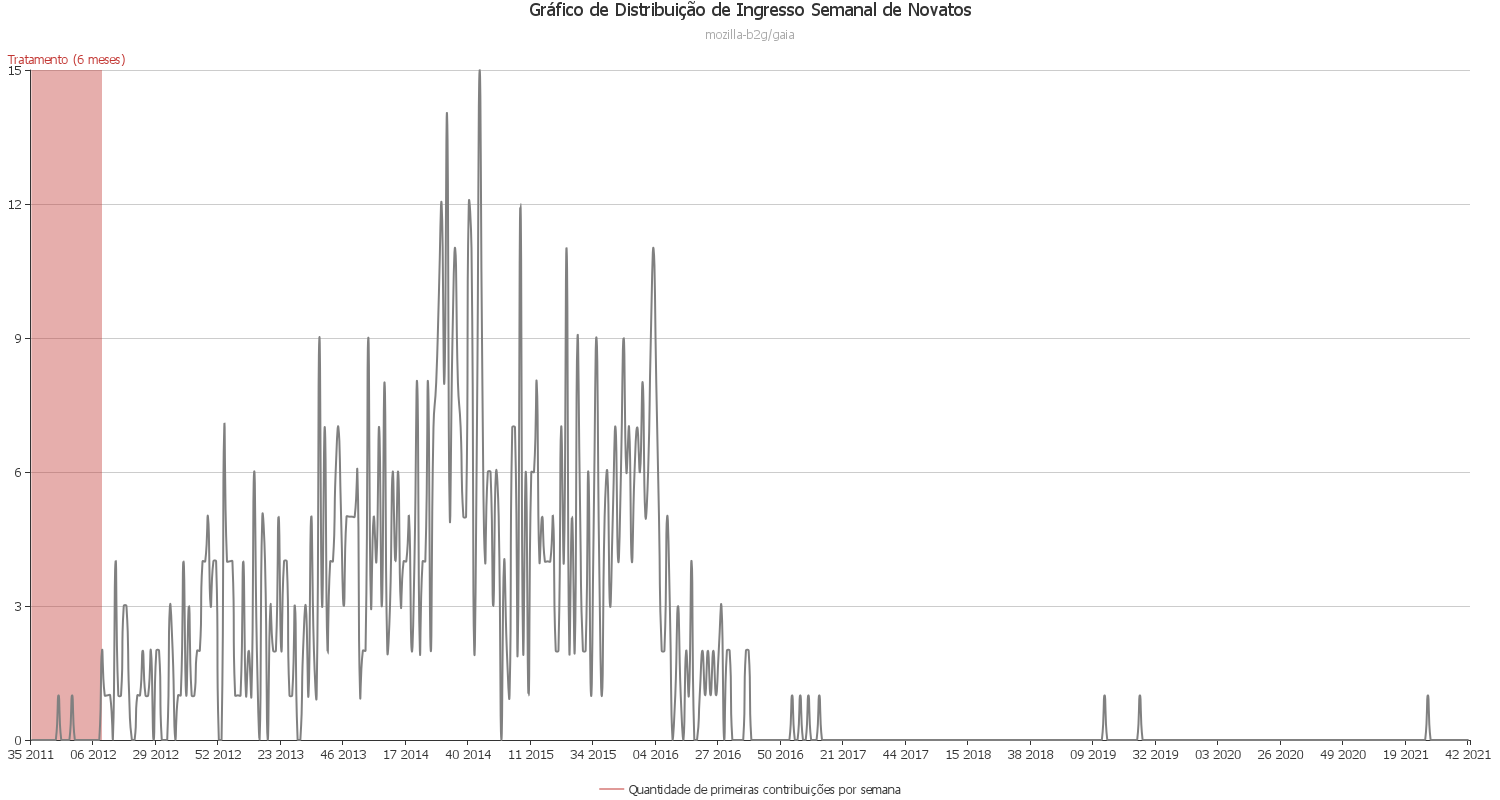 Gráfico de Distribuição de Ingresso Semanal de Novatos
mozilla-b2g/gaia
Tratamento (6 meses)
15
12
9
6
3
0
35 2011 06 2012 29 2012 52 2012 23 2013 46 2013 17 2014 40 2014 11 2015 34 2015 04 2016 27 2016 50 2016 21 2017 44 2017 15 2018 38 2018 09 2019 32 2019 03 2020 26 2020 49 2020 19 2021 42 2021
Quantidade de primeiras contribuições por semana